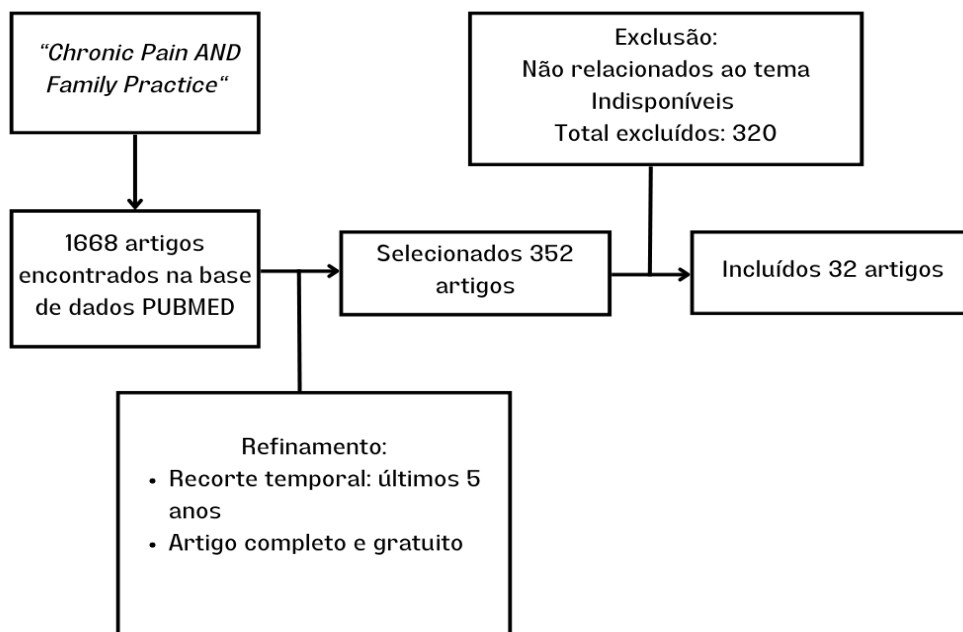 “Chronic Pain AND
Family Practice“
1668 artigos
encontrados na base
de dados PUBMED
Refinamento:
• Recorte temporal: últimos 5
anos
• Artigo completo e gratuito
Selecionados 352
artigos
Exclusão:
Não relacionados ao tema
Indisponíveis
Total excluídos: 320
Incluídos 32 artigos